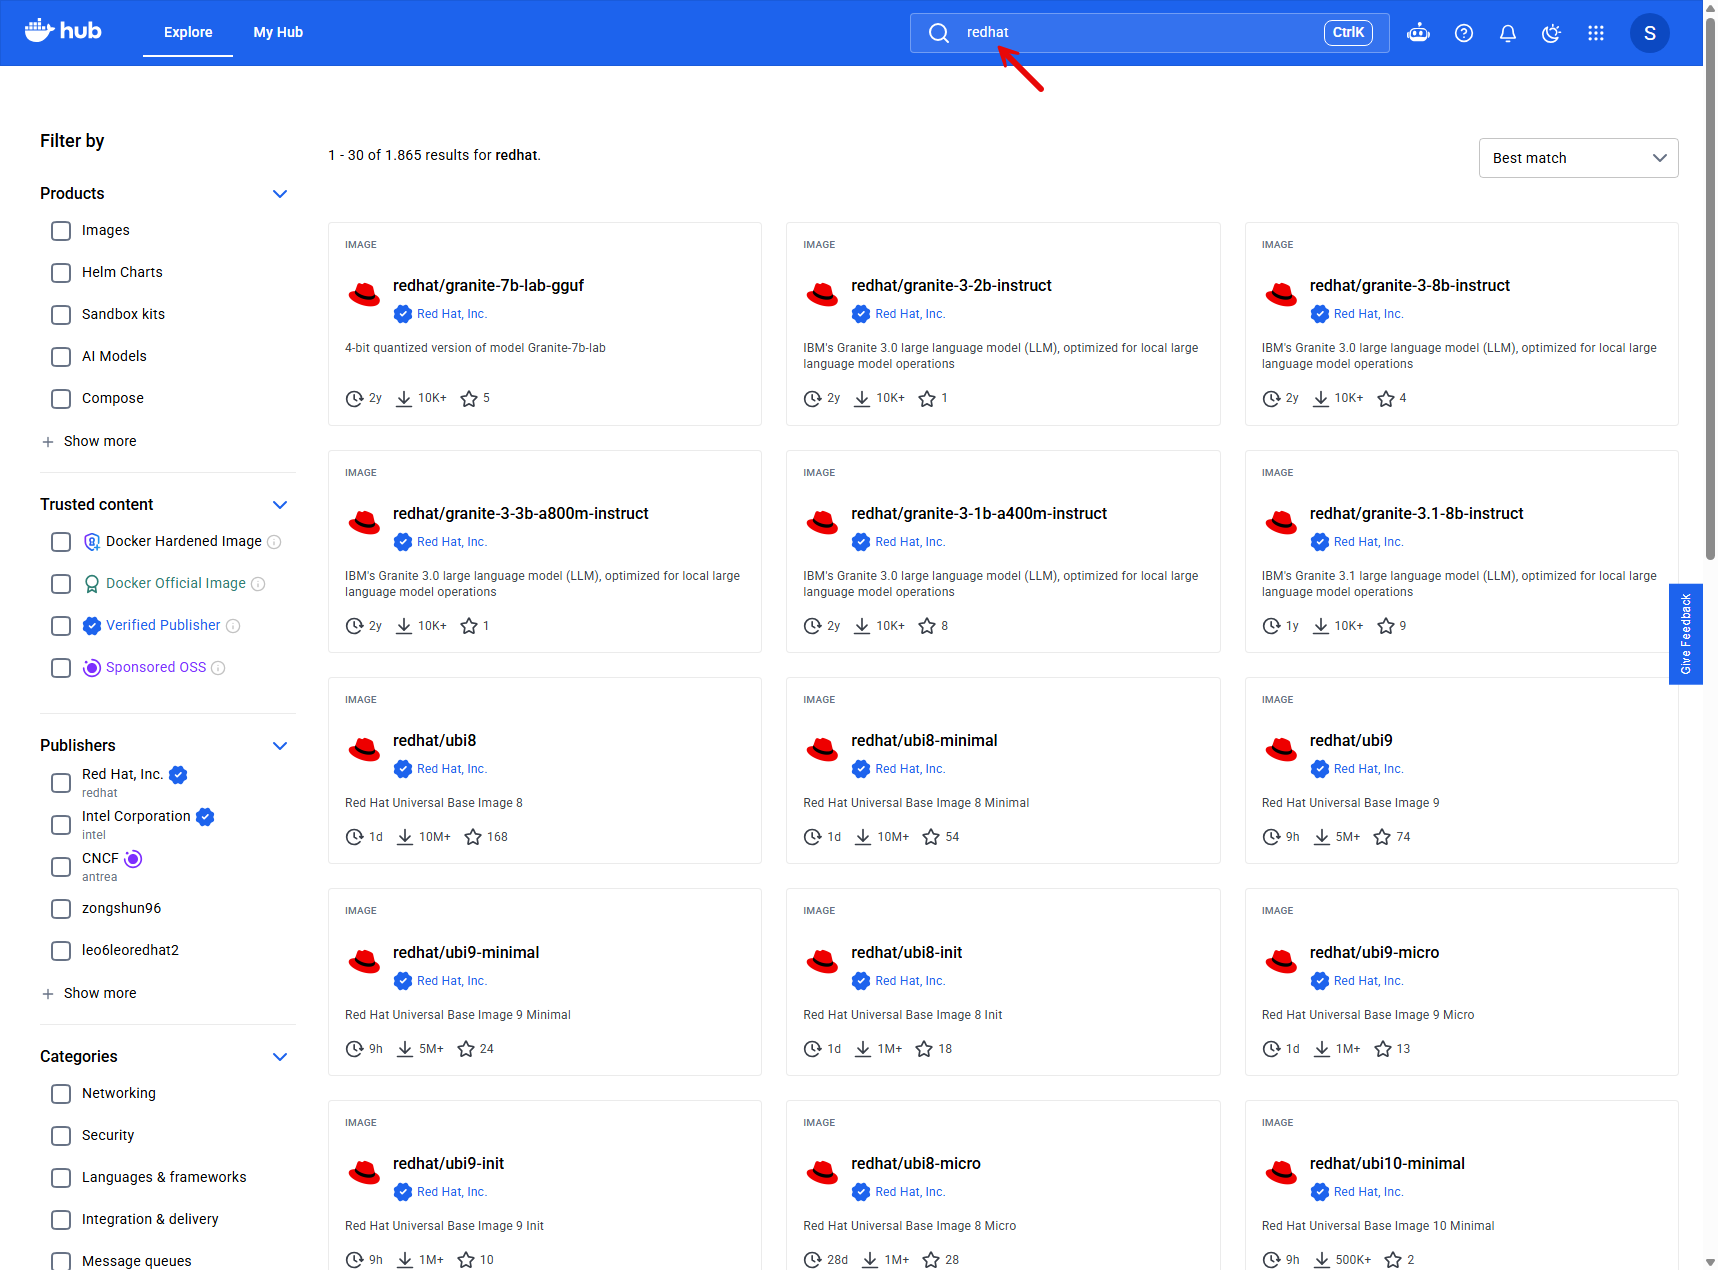 hub
Explore
My Hub
redhat
CtrlK
S
Filter by
Products
Images
Helm Charts
Sandbox kits
AI Models
Compose
Show more
Trusted content
Docker Hardened Image
Docker Official Image
Verified Publisher
Sponsored OSS
Publishers
Red Hat, Inc.
redhat
Intel Corporation
intel
CNCF
antrea
zongshun96
leo6leoredhat2
Show more
Categories
Networking
Security
Languages & frameworks
Integration & delivery
Message queues
1 - 30 of 1.865 results for redhat.
Best match
IMAGE
redhat/granite-7b-lab-gguf
Red Hat, Inc.
4-bit quantized version of model Granite-7b-lab
2y 10K+ 5
IMAGE
redhat/granite-3-2b-instruct
Red Hat, Inc.
IBM's Granite 3.0 large language model (LLM), optimized for local large
language model operations
2y 10K+ 1
IMAGE
redhat/granite-3-8b-instruct
Red Hat, Inc.
IBM's Granite 3.0 large language model (LLM), optimized for local large
language model operations
2y 10K+ 4
IMAGE
redhat/granite-3-3b-a800m-instruct
Red Hat, Inc.
IBM's Granite 3.0 large language model (LLM), optimized for local large
language model operations
2y 10K+ 1
IMAGE
redhat/granite-3-1b-a400m-instruct
Red Hat, Inc.
IBM's Granite 3.0 large language model (LLM), optimized for local large
language model operations
2y 10K+ 8
IMAGE
redhat/granite-3.1-8b-instruct
Red Hat, Inc.
IBM's Granite 3.1 large language model (LLM), optimized for local large
language model operations
1y 10K+ 9
IMAGE
redhat/ubi8
Red Hat, Inc.
Red Hat Universal Base Image 8
1d 10M+ 168
IMAGE
redhat/ubi8-minimal
Red Hat, Inc.
Red Hat Universal Base Image 8 Minimal
1d 10M+ 54
IMAGE
redhat/ubi9
Red Hat, Inc.
Red Hat Universal Base Image 9
9h 5M+ 74
IMAGE
redhat/ubi9-minimal
Red Hat, Inc.
Red Hat Universal Base Image 9 Minimal
9h 5M+ 24
IMAGE
redhat/ubi8-init
Red Hat, Inc.
Red Hat Universal Base Image 8 Init
1d 1M+ 18
IMAGE
redhat/ubi9-micro
Red Hat, Inc.
Red Hat Universal Base Image 9 Micro
1d 1M+ 13
IMAGE
redhat/ubi9-init
Red Hat, Inc.
Red Hat Universal Base Image 9 Init
9h 1M+ 10
IMAGE
redhat/ubi8-micro
Red Hat, Inc.
Red Hat Universal Base Image 8 Micro
28d 1M+ 28
IMAGE
redhat/ubi10-minimal
Red Hat, Inc.
Red Hat Universal Base Image 10 Minimal
9h 500K+ 2
Give Feedback